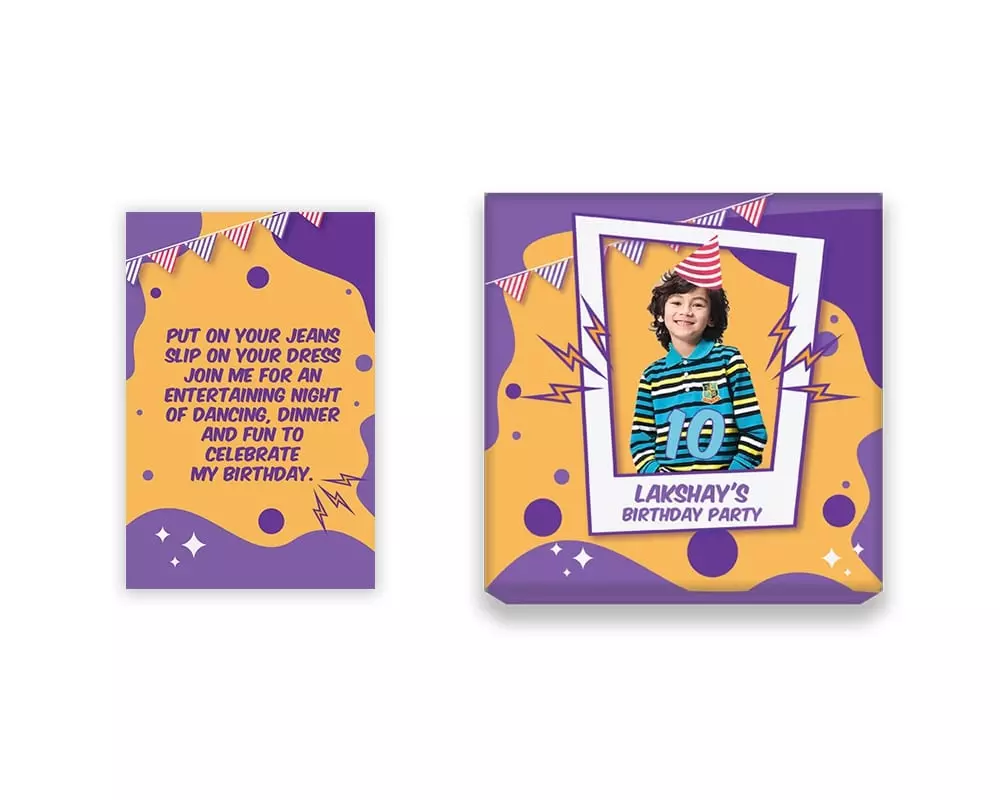 PUT ON YOUR JEANS
SLIP ON YOUR DRESS
JOIN ME FOR AN
ENTERTAINING NIGHT
OF DANCING, DINNER
AND FUN TO
CELEBRATE
MY BIRTHDAY.
10
LAKSHAY'S
BIRTHDAY PARTY